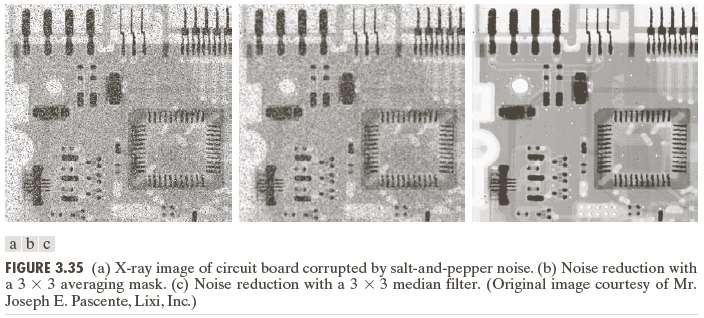 a b c
FIGURE 3.35 (a) X-ray image of circuit board corrupted by salt-and-pepper noise. (b) Noise reduction with
a 3 × 3 averaging mask. (c) Noise reduction with a 3 × 3 median filter. (Original image courtesy of Mr.
Joseph E. Pascente, Lixi, Inc.)